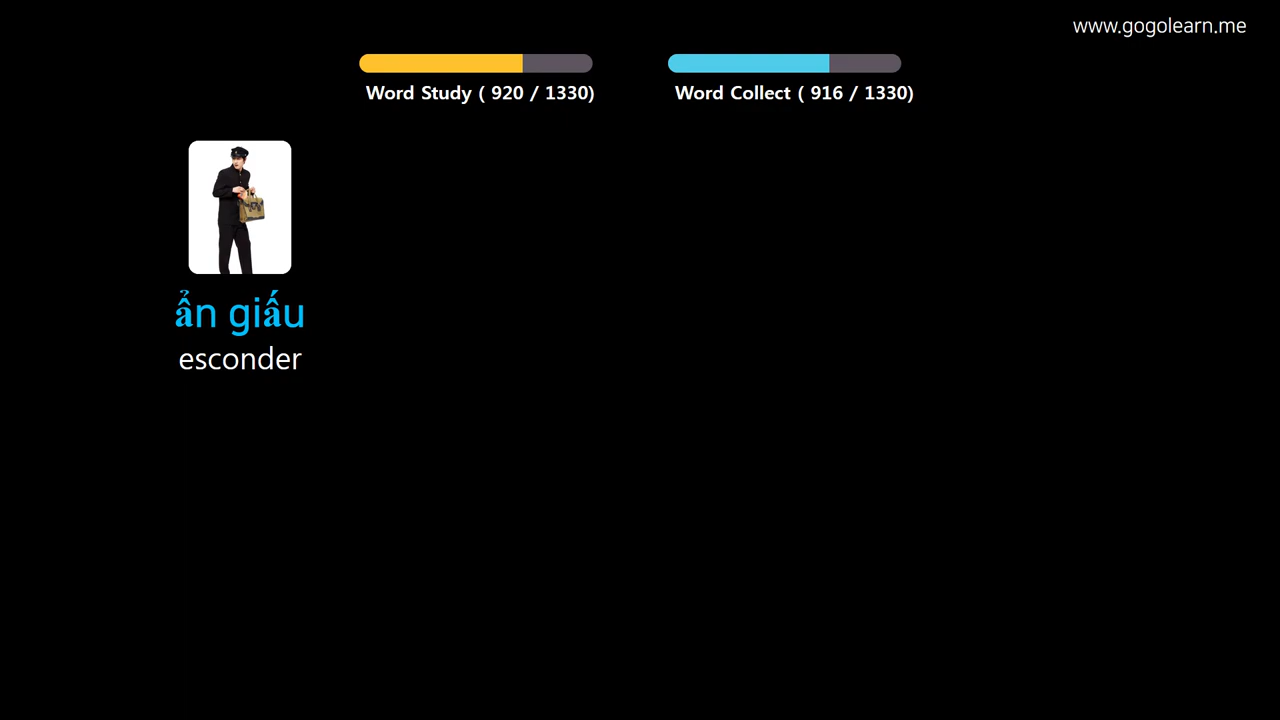 www.gogolearn.me
Word Study ( 920 / 1330)
Word Collect ( 916 / 1330)
ẩn giấu
esconder